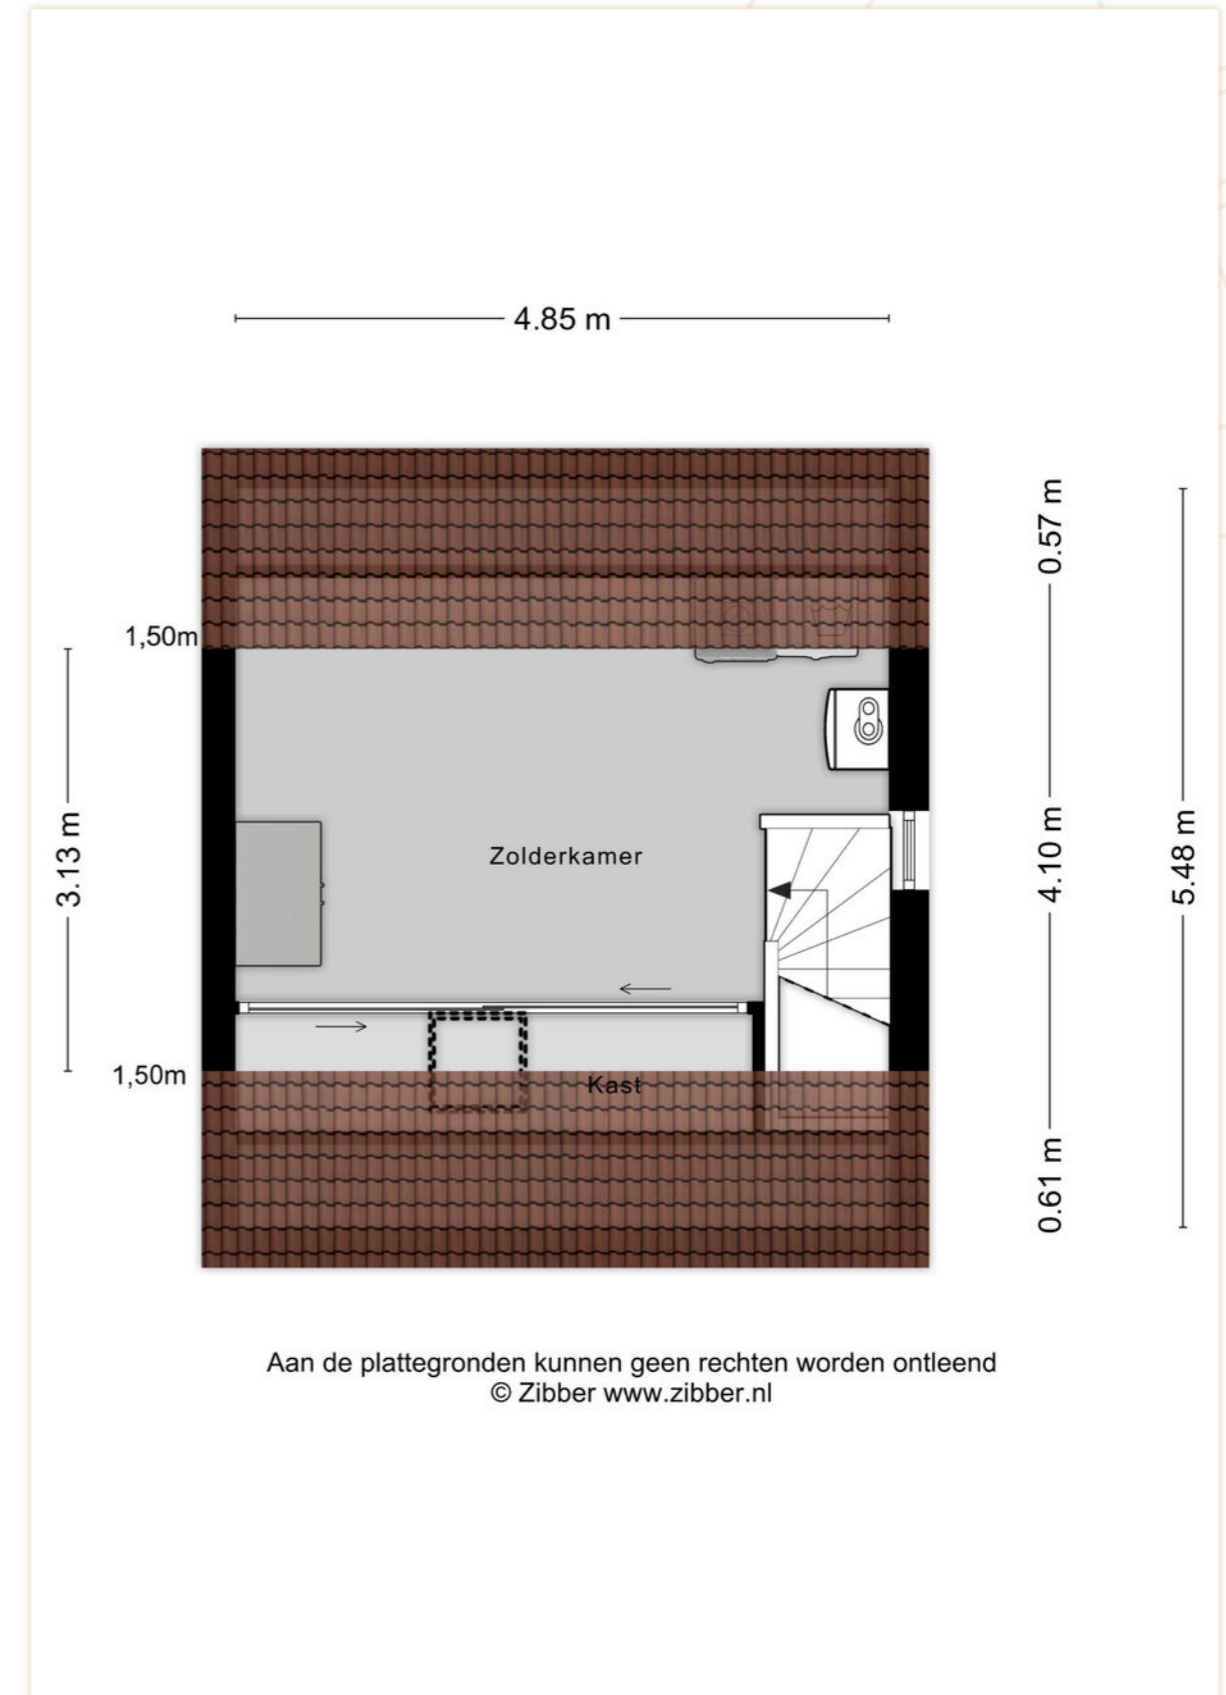 4.85 m
0.57 m
1,50m
3.13 m
4.10 m
5.48 m
Zolderkamer
1,50m
Kast
0.61 m
Aan de plattegronden kunnen geen rechten worden ontleend
© Zibber www.zibber.nl